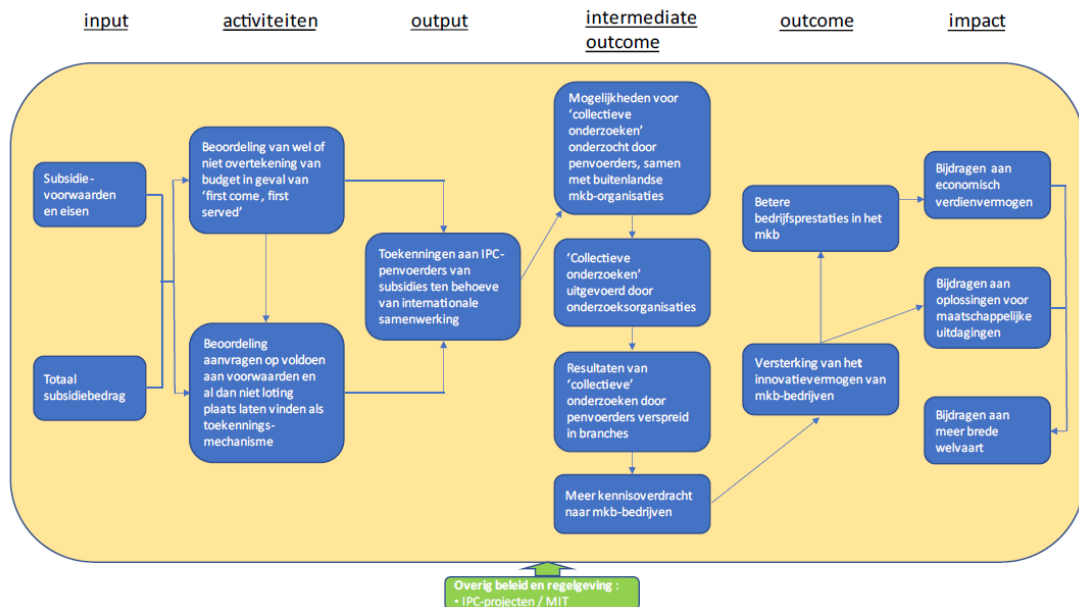 input
activiteiten
output
intermediate
outcome
outcome
impact
Subsidie-
voorwaarden
en eisen
Totaal
subsidiebedrag
Beoordeling van wel of
niet overtekening van
budget in geval van
‘first come, first
served’
Beoordeling
aanvragen op voldoen
aan voorwaarden en
al dan niet loting
plaats laten vinden als
toekennings-
mechanisme
Toekenningen aan IPC-
penvoerders van
subsidies ten behoeve
van internationale
samenwerking
Mogelijkheden voor
‘collectieve
onderzoeken’
onderzocht door
penvoerders, samen
met buitenlandse
mkb-organisaties
‘Collectieve
onderzoeken’
uitgevoerd door
onderzoeksorganisaties
Resultaten van
‘collectieve’
onderzoeken door
penvoerders verspreid
in branches
Meer kennisoverdracht
naar mkb-bedrijven
Betere
bedrijfsprestaties in het
mkb
Versterking van het
innovatievermogen van
mkb-bedrijven
Bijdragen aan
economisch
verdienvermogen
Bijdragen aan
oplossingen voor
maatschappelijke
uitdagingen
Bijdragen aan
meer brede
welvaart
Overig beleid en regelgeving :
• IPC-projecten / MIT